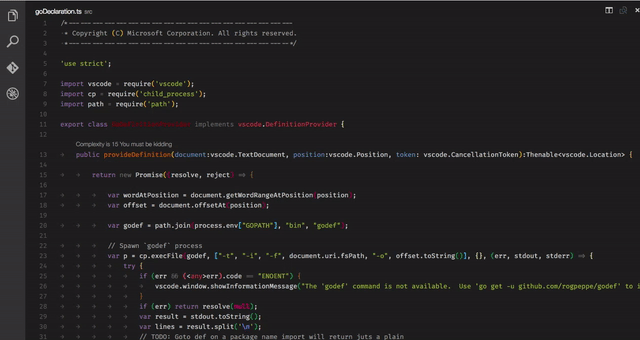 goDeclaration.ts src
1 /*---------------------------------------------------------
2 * Copyright (C) Microsoft Corporation. All rights reserved.
3 *--------------------------------------------------------*/
4
5 'use strict';
6
7 import vscode = require('vscode');
8 import cp = require('child_process');
9 import path = require('path');
10
11 export class implements vscode.DefinitionProvider {
12
Complexity is 15 You must be kidding
13 public provideDefinition(document:vscode.TextDocument, position:vscode.Position, token: vscode.CancellationToken):Thenable<vscode.Location> {
14
15 return new Promise((resolve, reject) => {
16
17 var wordAtPosition = document.getWordRangeAtPosition(position);
18 var offset = document.offsetAt(position);
19
20 var godef = path.join(process.env["GOPATH"], "bin", "godef");
21
22 // Spawn `godef` process
23 var p = cp.execFile(godef, ["-t", "-i", "-f", document.uri.fsPath, "-o", offset.toString()], {}, (err, stdout, stderr) => {
24 try {
25 if (err && (<any>err).code == "ENOENT") {
26 vscode.window.showInformationMessage("The 'godef' command is not available. Use 'go get -u github.com/rogpeppe/godef' to i
27 }
28 if (err) return resolve(null);
29 var result = stdout.toString();
30 var lines = result.split('\n');
31 // TODO: Goto def on a package name import will return juts a plain